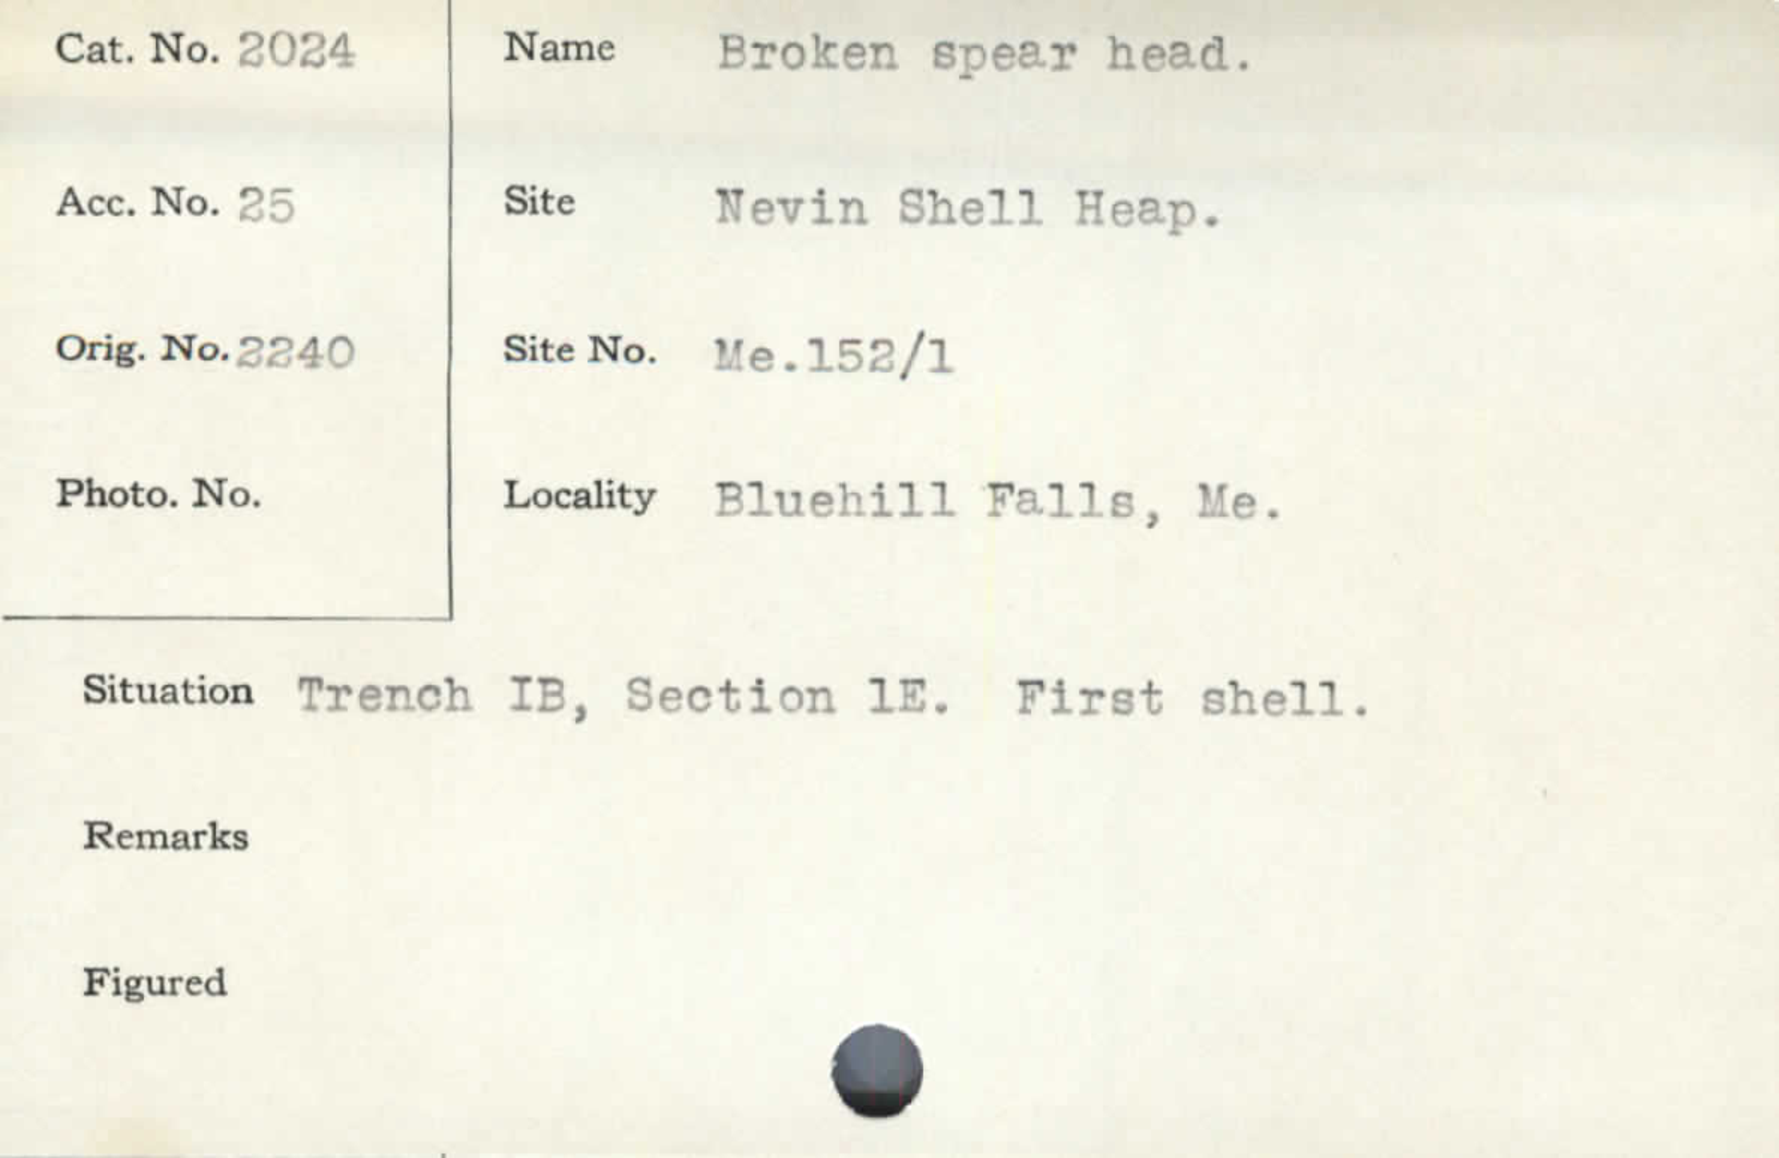 Cat. No. 2024
Name Broken spear head.
Acc. No. 25
Site Nevin Shell Heap.
Orig. No. 2240
Site No. Me.152/1
Photo. No.
Locality Bluehill Falls, Me.
Situation Trench IB, Section 1E. First shell.
Remarks
Figured